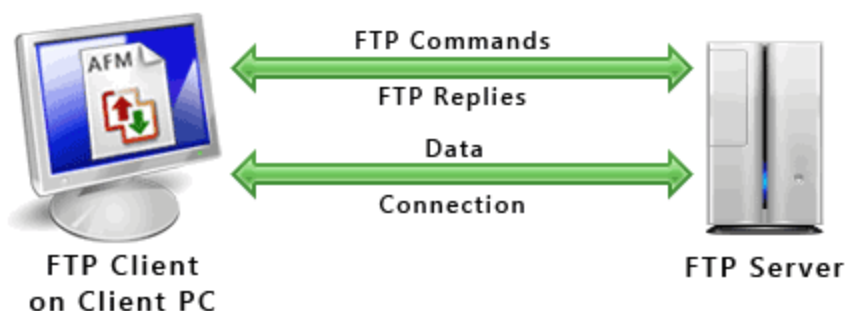 AFM
FTP Commands
FTP Replies
Data
Connection
FTP Client
on Client PC
FTP Server